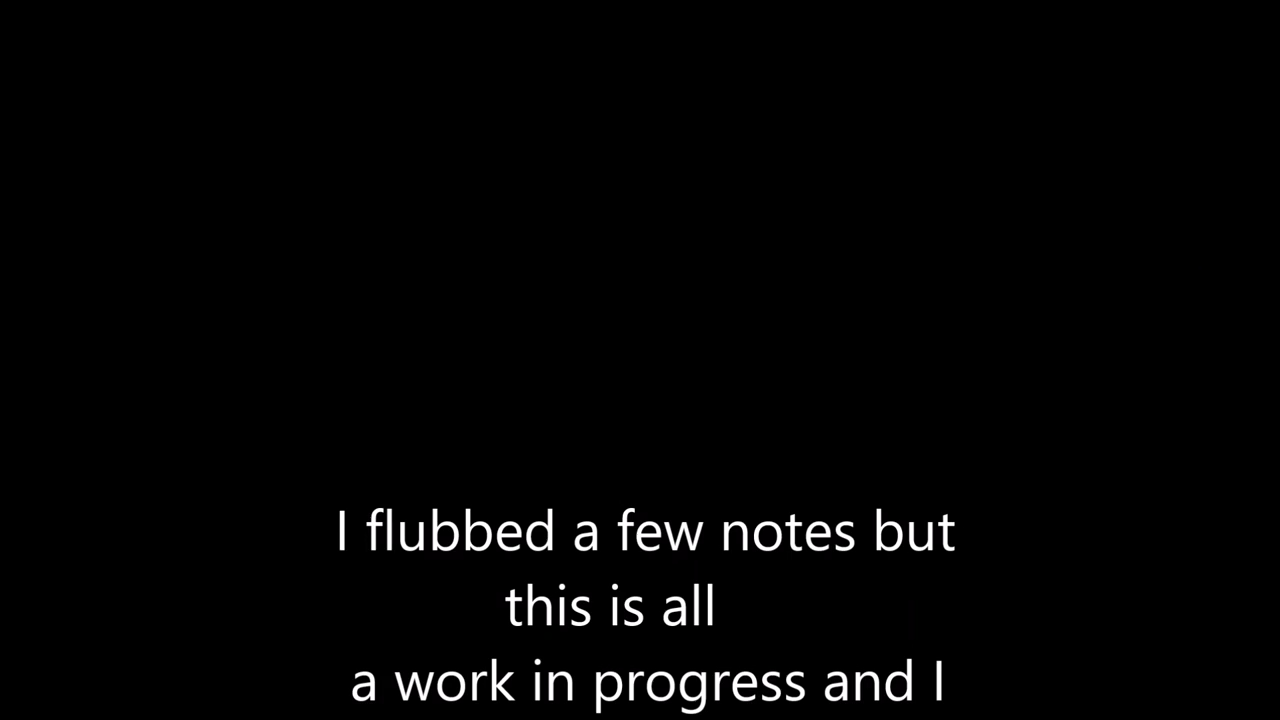 I flubbed a few notes but
this is all
a work in progress and I